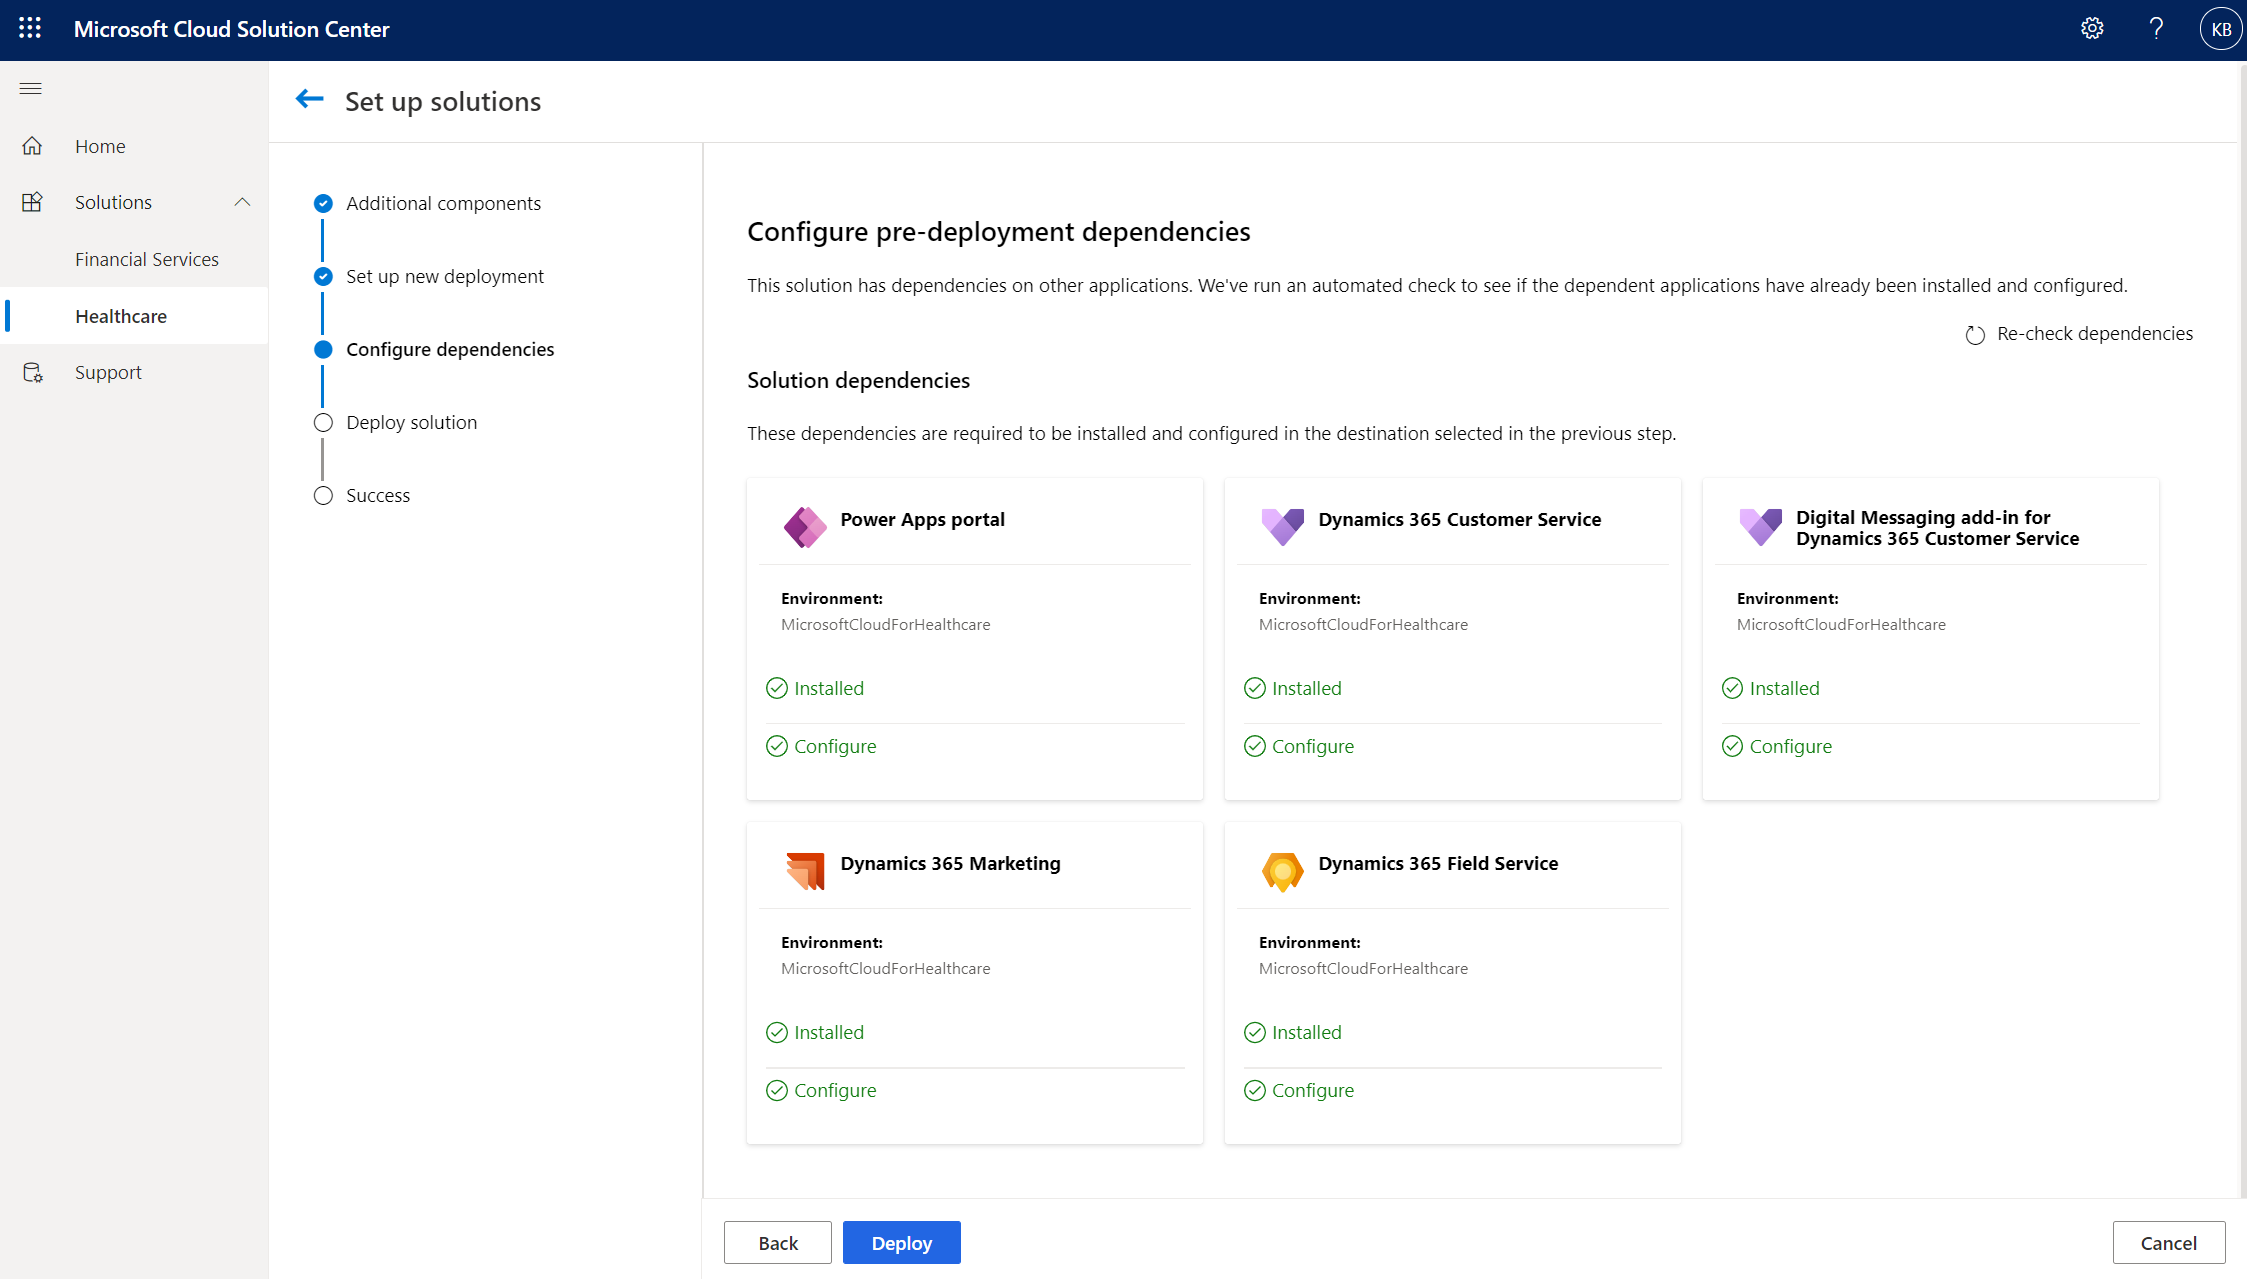 Microsoft Cloud Solution Center
KB
Set up solutions
Home
Solutions
Financial Services
Healthcare
Support
Additional components
Set up new deployment
Configure dependencies
Deploy solution
Success
Configure pre-deployment dependencies
This solution has dependencies on other applications. We've run an automated check to see if the dependent applications have already been installed and configured.
Re-check dependencies
Solution dependencies
These dependencies are required to be installed and configured in the destination selected in the previous step.
Power Apps portal
Environment:
MicrosoftCloudForHealthcare
Installed
Configure
Dynamics 365 Customer Service
Environment:
MicrosoftCloudForHealthcare
Installed
Configure
Digital Messaging add-in for
Dynamics 365 Customer Service
Environment:
MicrosoftCloudForHealthcare
Installed
Configure
Dynamics 365 Marketing
Environment:
MicrosoftCloudForHealthcare
Installed
Configure
Dynamics 365 Field Service
Environment:
MicrosoftCloudForHealthcare
Installed
Configure
Back
Deploy
Cancel